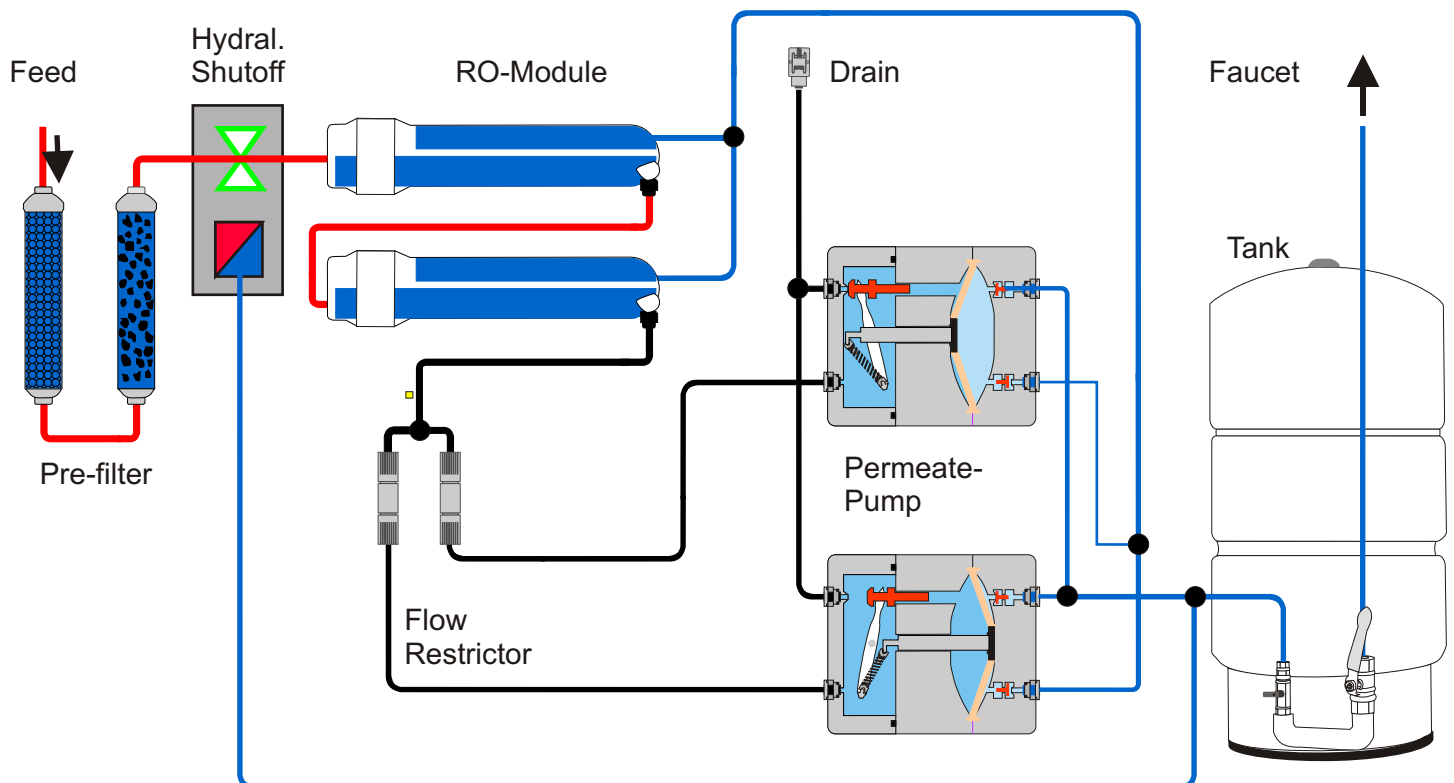 Feed
Hydral.
Shutoff
RO-Module
Drain
Faucet
Tank
Pre-filter
Permeate-
Pump
Flow
Restrictor